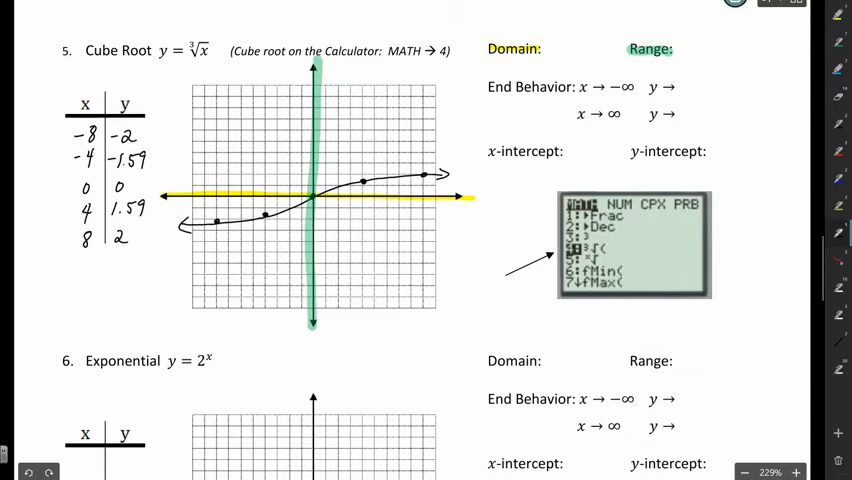 5. Cube Root y = ∛x (Cube root on the Calculator: MATH → 4)
Domain: Range:
End Behavior: x → −∞ y →
x → ∞ y →
x-intercept: y-intercept:
x y
-8 -2
-4 -1.59
0 0
4 1.59
8 2
MATH NUM CPX PRB
1:▸Frac
2:▸Dec
3:³
4:³√(
5:ˣ√
6:fMin(
7↓fMax(
6. Exponential y = 2ˣ
Domain: Range:
End Behavior: x → −∞ y →
x → ∞ y →
x-intercept: y-intercept:
x y
229%